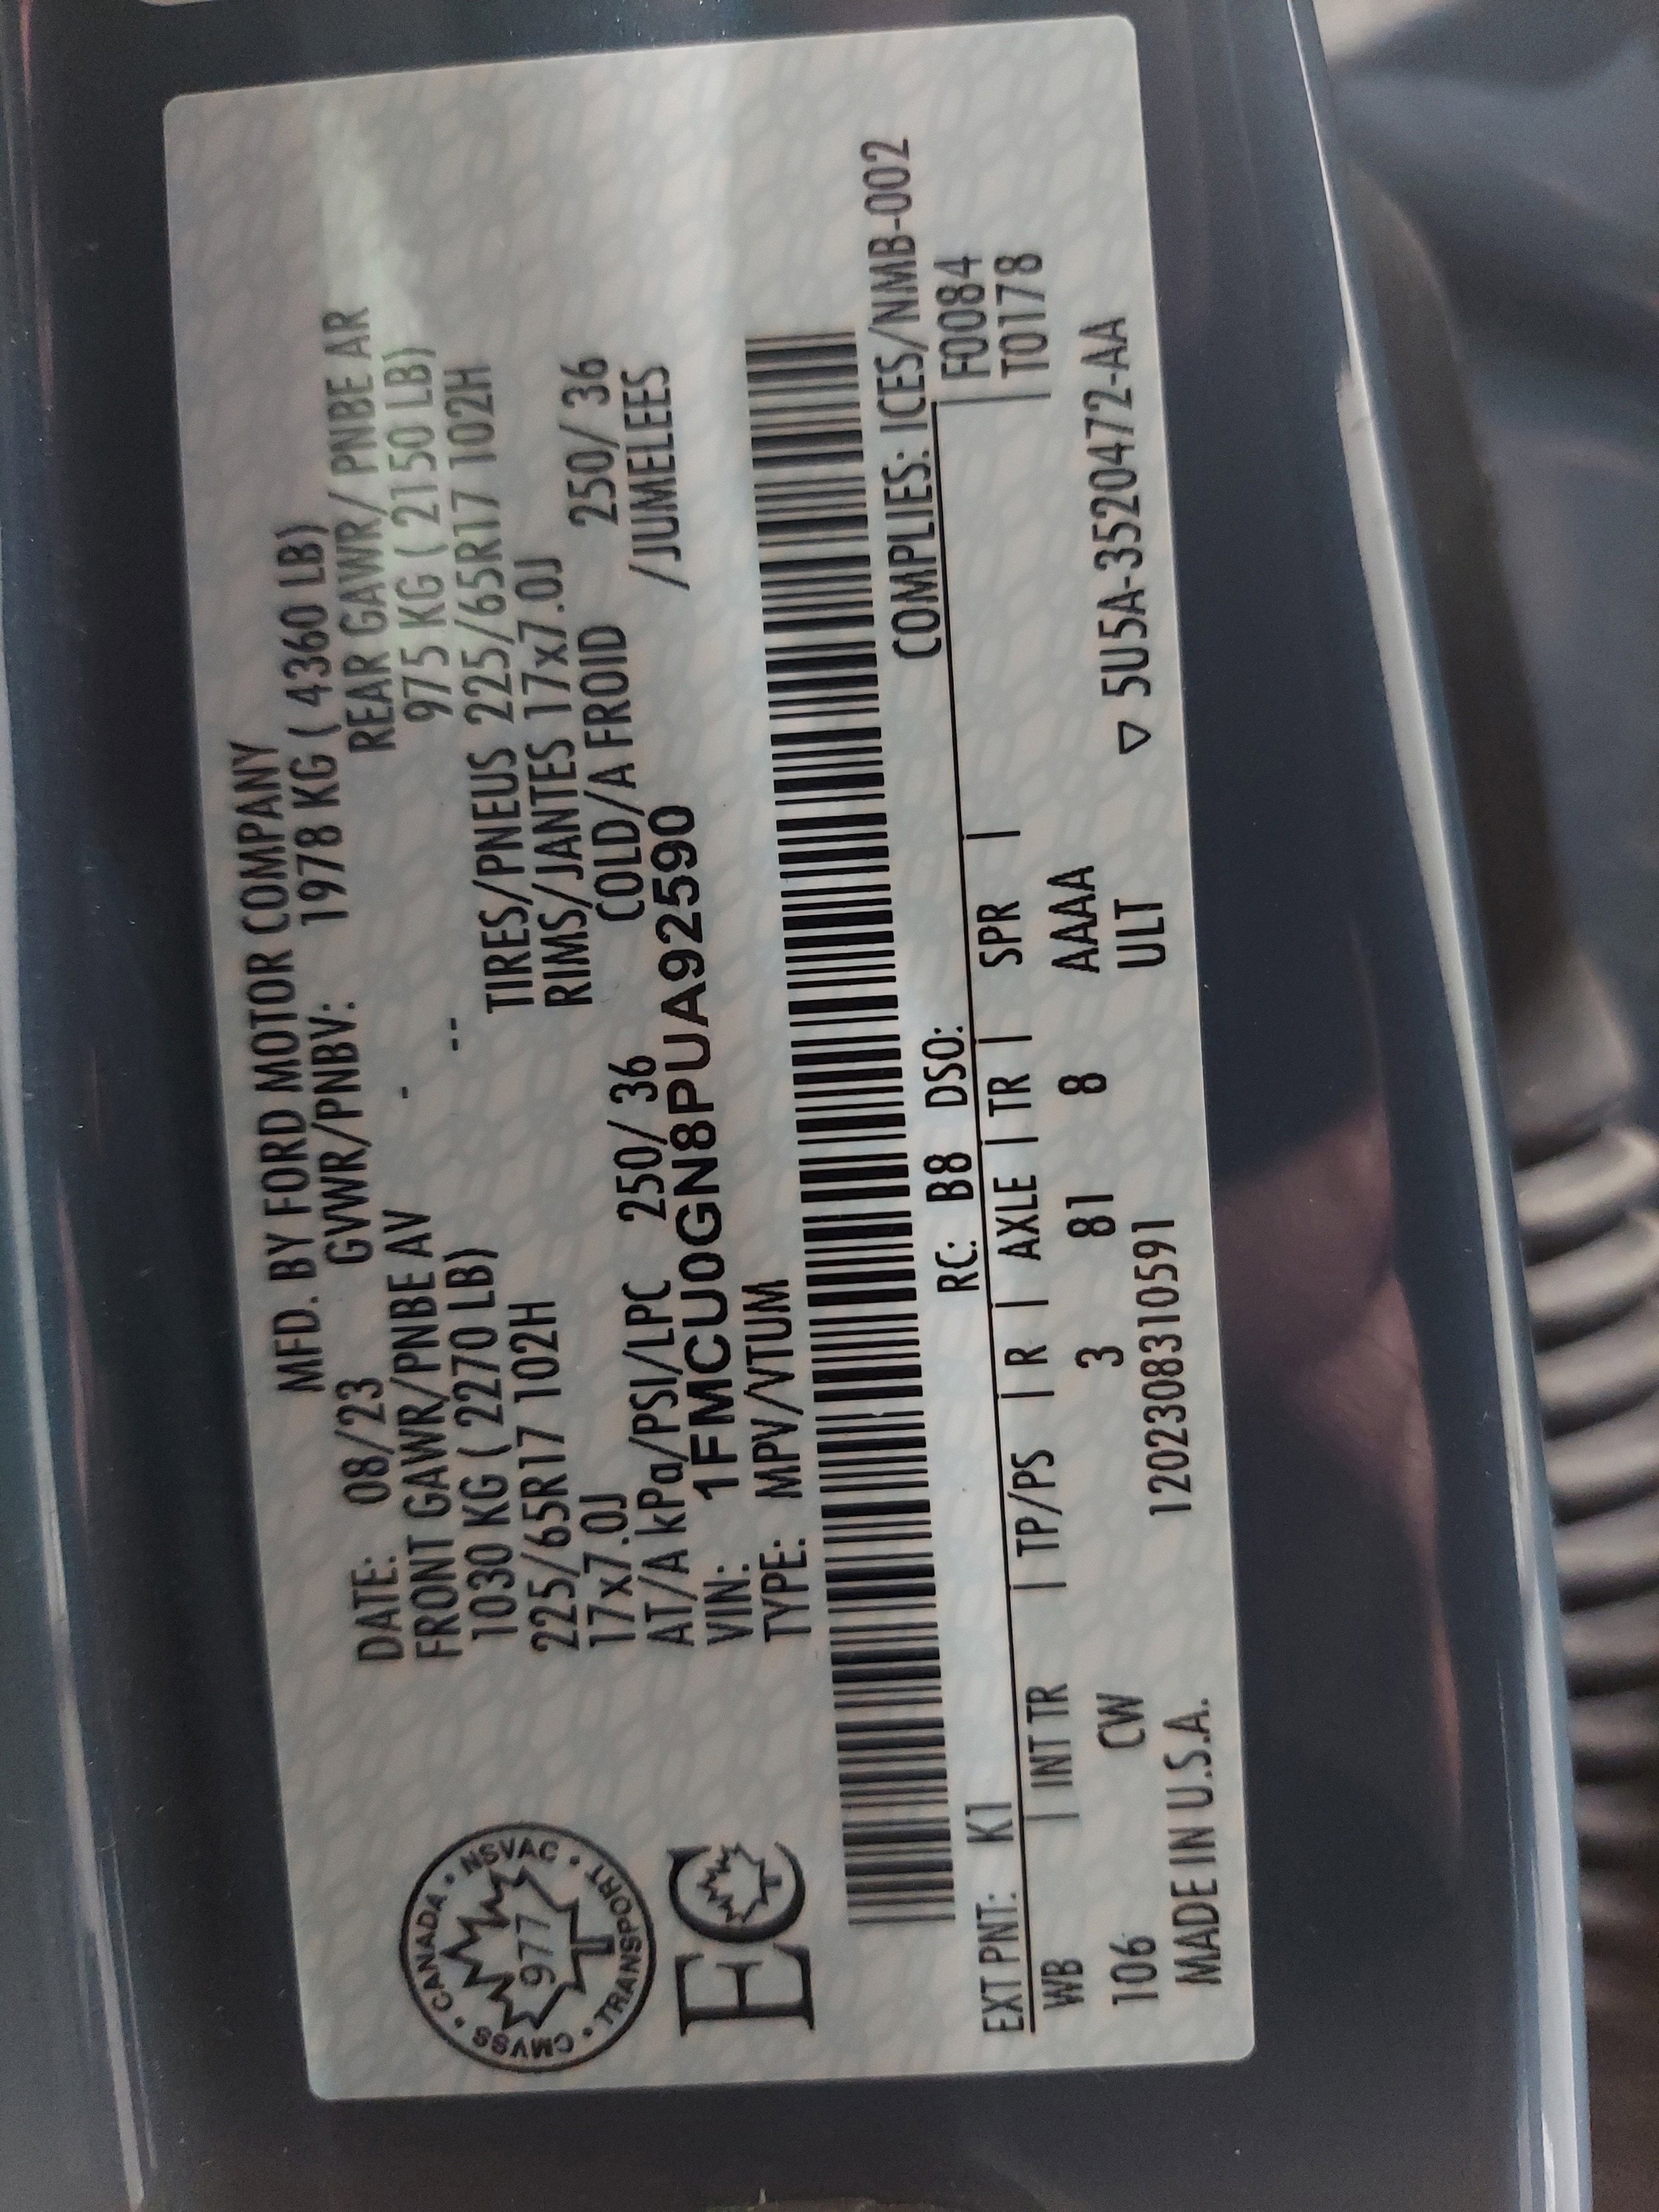 MFD. BY FORD MOTOR COMPANY
DATE: 08/23 GVWR/PNBV: 1978 KG ( 4360 LB)
FRONT GAWR/PNBE AV - REAR GAWR/ PNBE AR
1030 KG ( 2270 LB) -- 975 KG ( 2150 LB)
225/65R17 102H TIRES/PNEUS 225/65R17 102H
17x7.0J RIMS/JANTES 17x7.0J
AT/A kPa/PSI/LPC 250/ 36 COLD/A FROID 250/ 36
VIN: 1FMCU0GN8PUA92590 /JUMELEES
TYPE: MPV/VTUM
CMVSS • CANADA • NSVAC • TRANSPORT • TRANSPORT
977
EC
COMPLIES: ICES/NMB-002
EXT PNT: K1 RC: B8 DSO: F0084
WB | INT TR | TP/PS | R | AXLE | TR | SPR | | T0178
106 CW 3 81 8 AAAA
MADE IN U.S.A. 120230831059​1 ULT ▽ 5U5A-3520472-AA